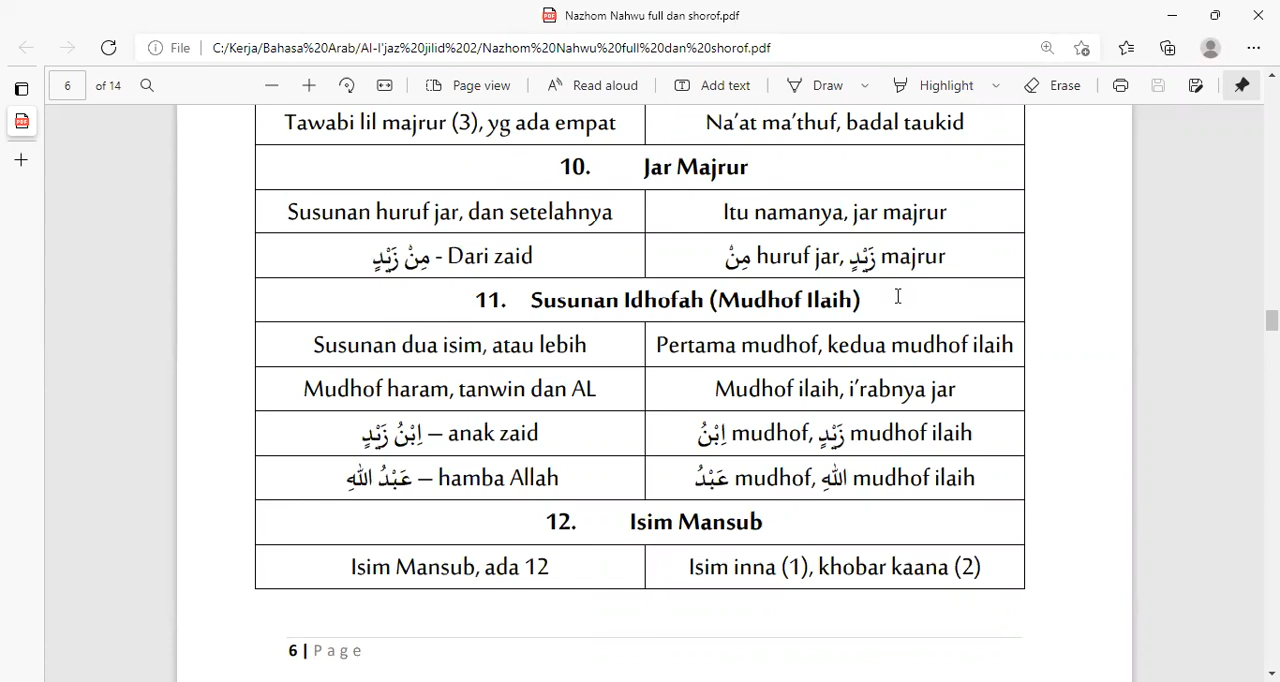 Nazhom Nahwu full dan shorof.pdf
File C:/Kerja/Bahasa%20Arab/Al-I'jaz%20jilid%202/Nazhom%20Nahwu%20full%20dan%20shorof.pdf
6 of 14 Page view Read aloud Add text Draw Highlight Erase
Tawabi lil majrur (3), yg ada empat Na'at ma'thuf, badal taukid
10. Jar Majrur
Susunan huruf jar, dan setelahnya Itu namanya, jar majrur
مِنْ زَيْدٍ - Dari zaid مِنْ huruf jar, زَيْدٍ majrur
11. Susunan Idhofah (Mudhof Ilaih)
Susunan dua isim, atau lebih Pertama mudhof, kedua mudhof ilaih
Mudhof haram, tanwin dan AL Mudhof ilaih, i'rabnya jar
اِبْنُ زَيْدٍ – anak zaid اِبْنُ mudhof, زَيْدٍ mudhof ilaih
عَبْدُ اللهِ – hamba Allah عَبْدُ mudhof, اللهِ mudhof ilaih
12. Isim Mansub
Isim Mansub, ada 12 Isim inna (1), khobar kaana (2)
6 | Page